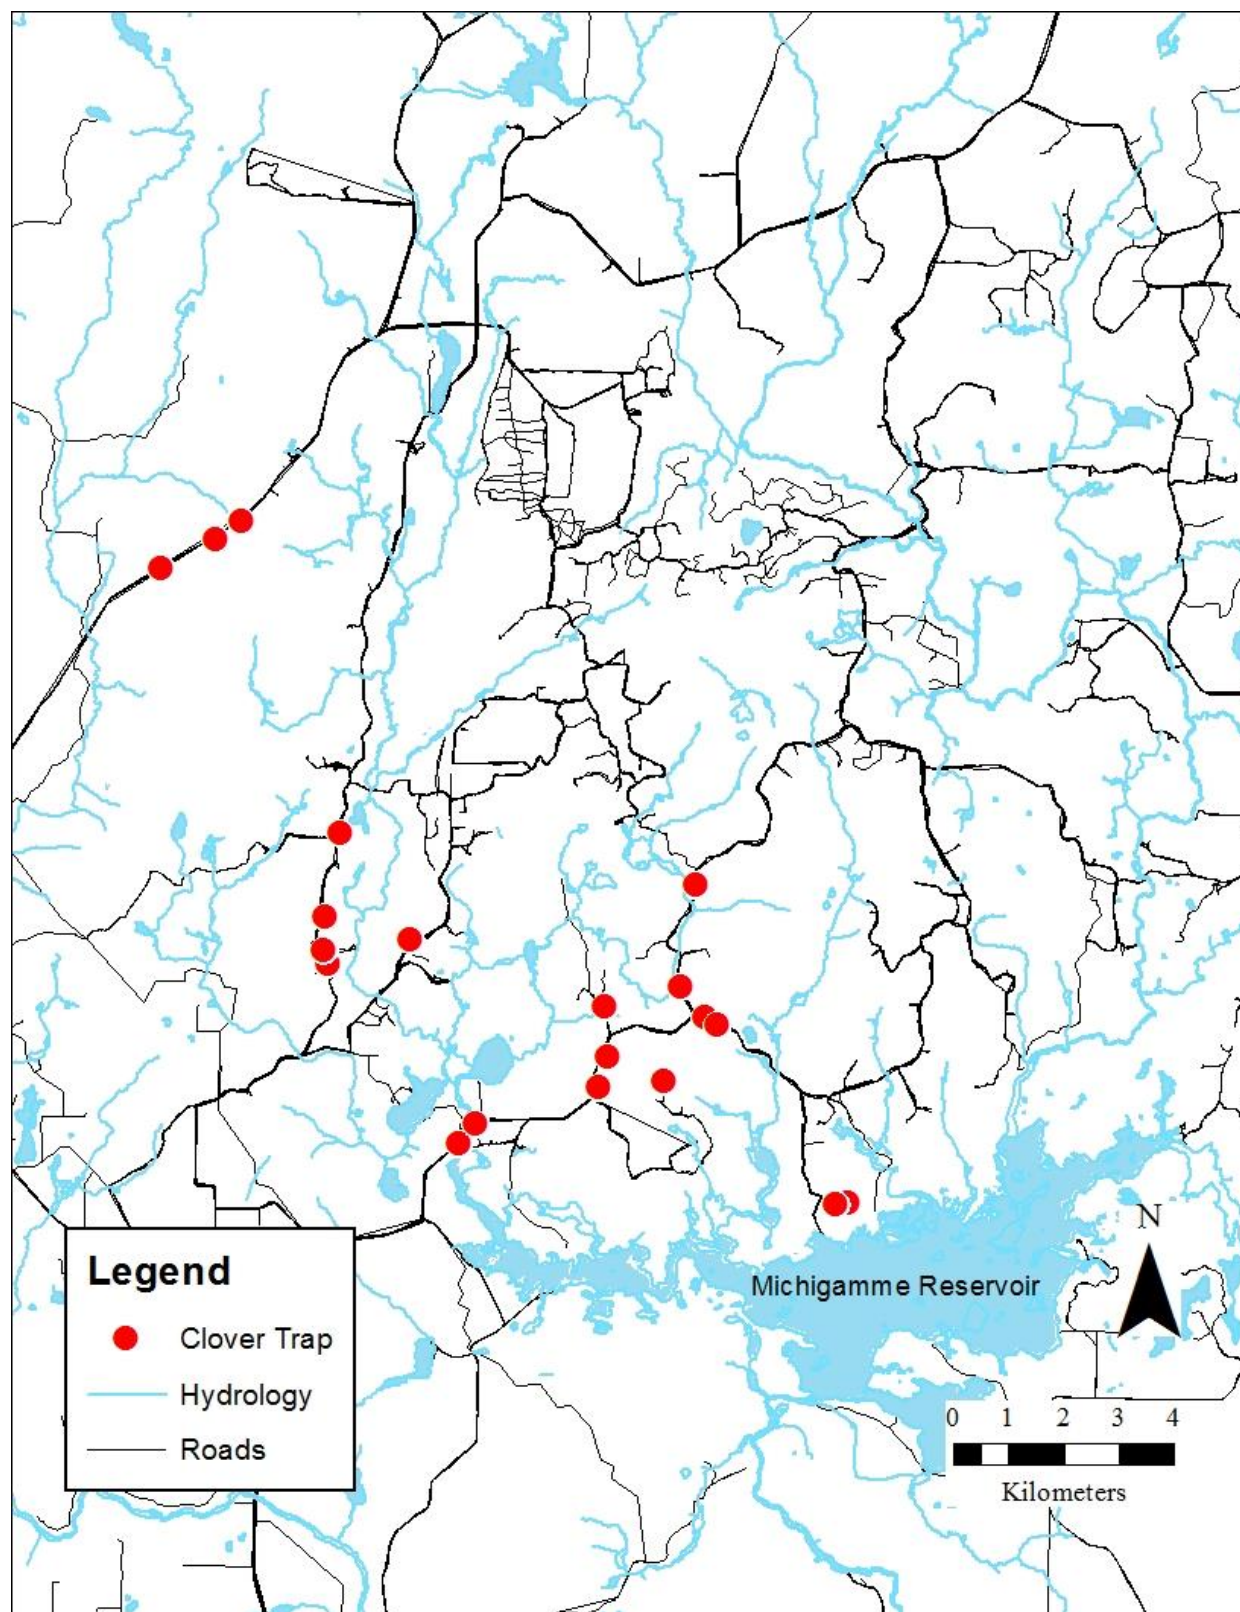 N
Michigamme Reservoir
Legend
Clover Trap
Hydrology
Roads
0 1 2 3 4
Kilometers